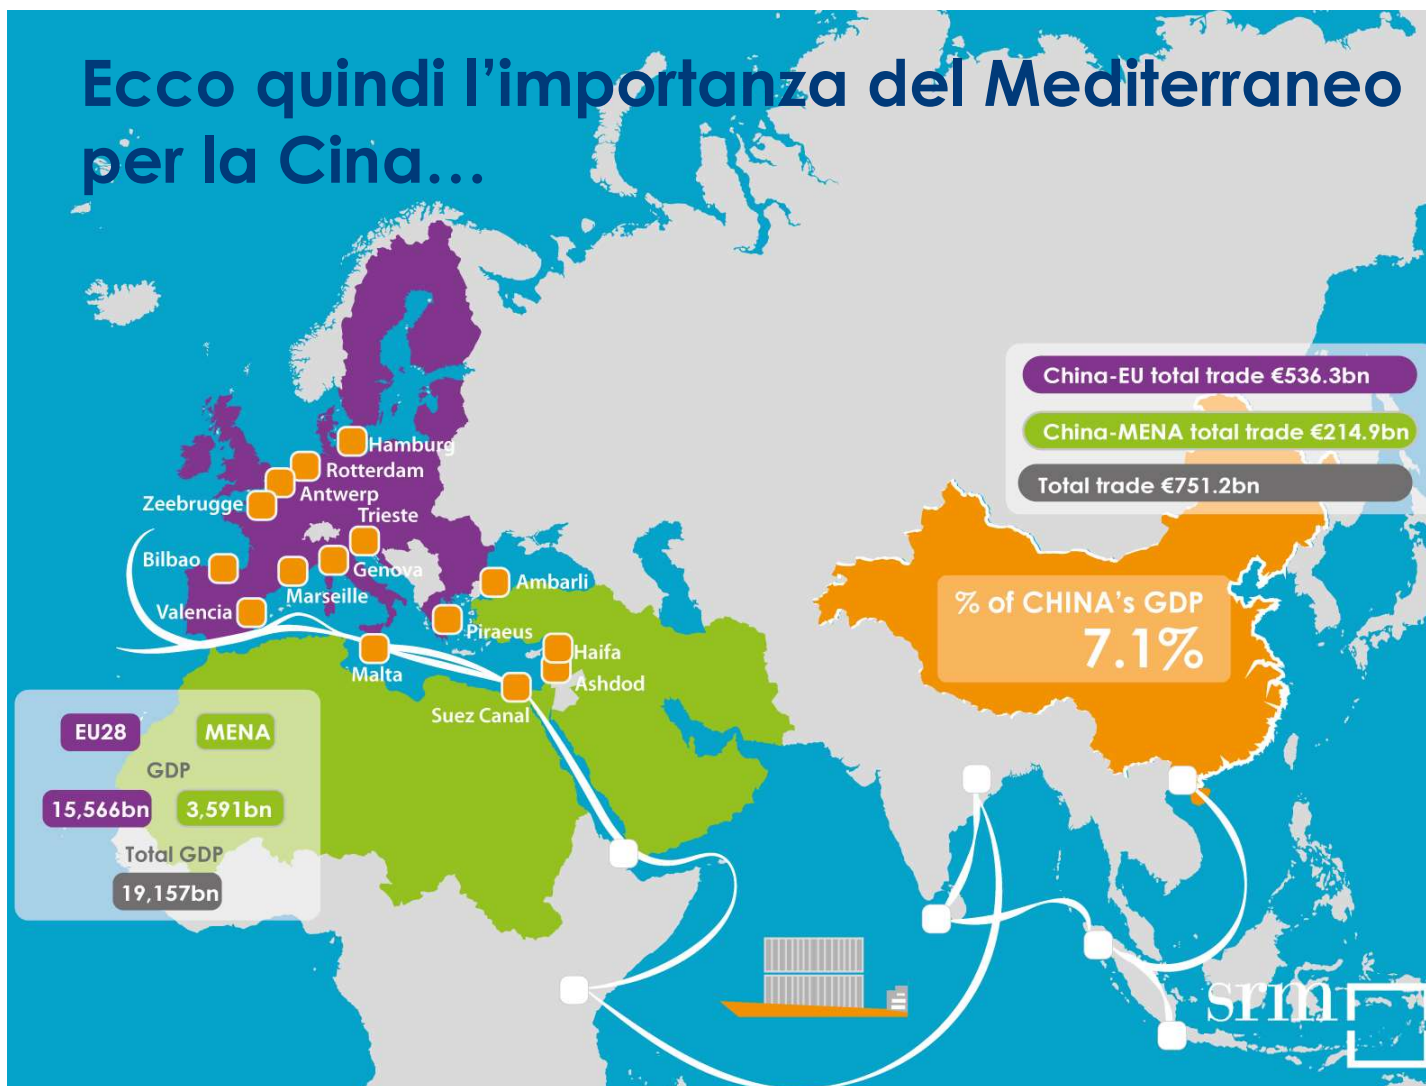 Ecco quindi l’importanza del Mediterraneo
per la Cina…
China-EU total trade €536.3bn
China-MENA total trade €214.9bn
Total trade €751.2bn
Hamburg
Rotterdam
Antwerp
Zeebrugge
Trieste
Bilbao
Genova
Marseille
Ambarli
Valencia
Piraeus
Haifa
Malta
Ashdod
Suez Canal
% of CHINA’s GDP
7.1%
EU28 MENA
GDP
15,566bn 3,591bn
Total GDP
19,157bn
srm